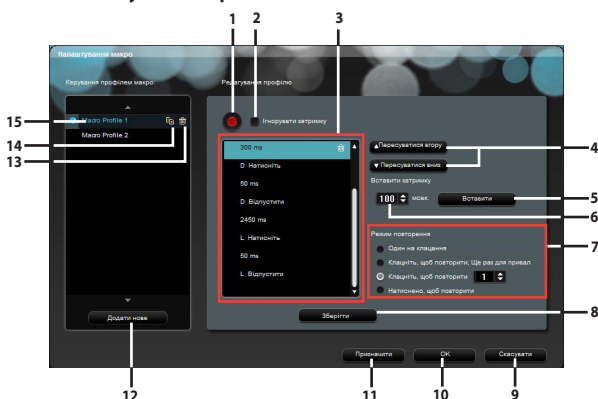 1 2 3
Налаштування макро
Керування профілем макро:
Редагування профілю
15
Macro Profile 1
Macro Profile 2
14
13
Ігнорувати затримку
300 ms
D Натисніть
50 ms
D Відпустити
2450 ms
L Натисніть
50 ms
L Відпустити
▲Пересуватися вгору
▼Пересуватися вниз
4
Вставити затримку
100 мсек. Вставити
5
6
Режим повторення
7
Один на клацання
Клацніть, щоб повторити; Ще раз для привал
Клацніть, щоб повторити 1
Натиснено, щоб повторити
Додати нове
Зберігти
8
Призначити OK Скасувати
12 11 10 9